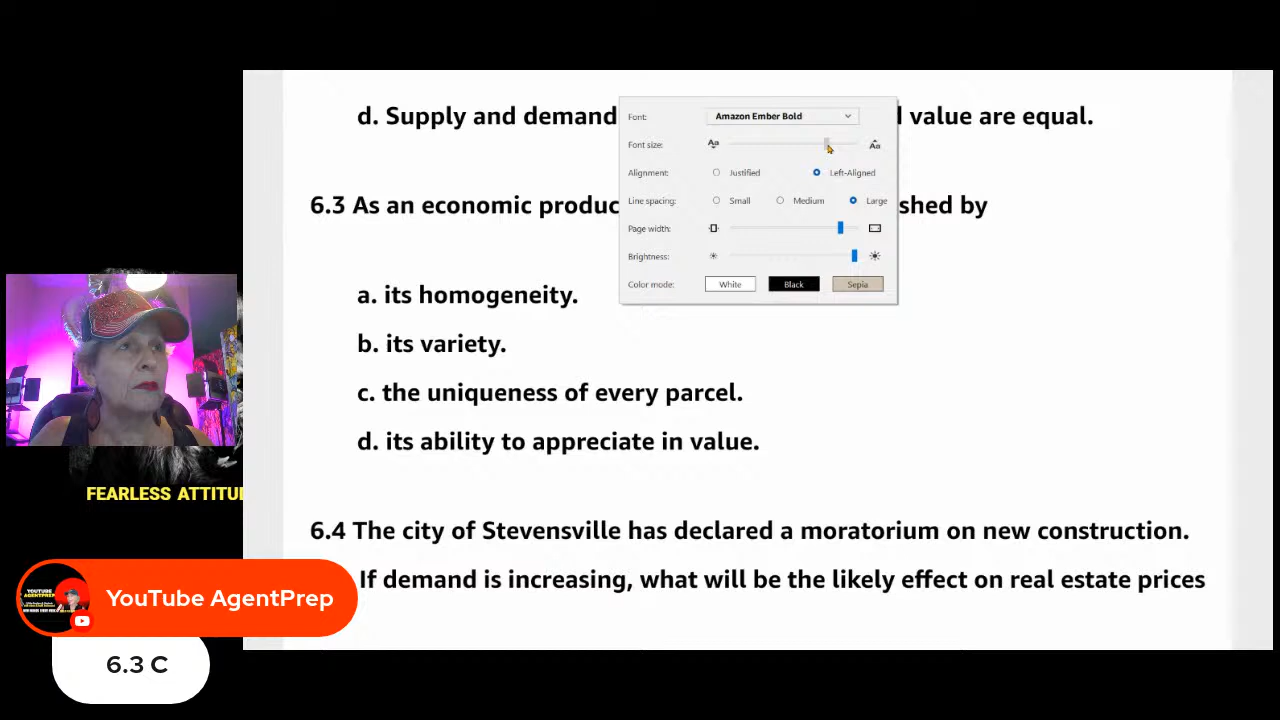 d. Supply and demand
value are equal.
Font:
Amazon Ember Bold
Font size:
Aa
Aa
Alignment:
Justified
Left-Aligned
6.3 As an economic produc
shed by
Line spacing:
Small
Medium
Large
Page width:
Brightness:
Color mode:
White
Black
Sepia
a. its homogeneity.
b. its variety.
c. the uniqueness of every parcel.
d. its ability to appreciate in value.
FEARLESS ATTITU
6.4 The city of Stevensville has declared a moratorium on new construction.
If demand is increasing, what will be the likely effect on real estate prices
YouTube AgentPrep
6.3 C